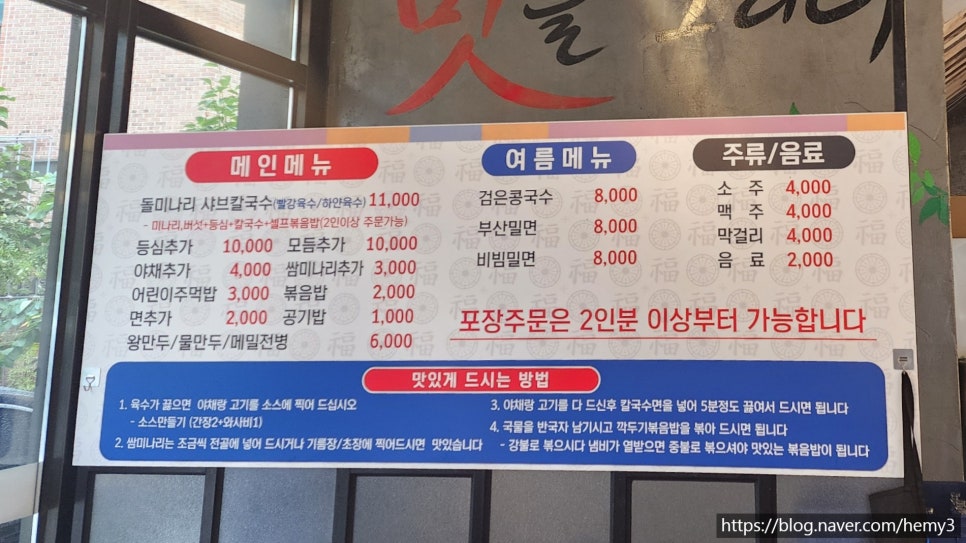 맛을
메인메뉴
돌미나리 샤브칼국수(빨강육수/하얀육수) 11,000
- 미나리,버섯+등심+칼국수+셀프볶음밥(2인이상 주문가능)
등심추가 10,000 모듬추가 10,000
야채추가 4,000 쌈미나리추가 3,000
어린이주먹밥 3,000 볶음밥 2,000
면추가 2,000 공기밥 1,000
왕만두/물만두/메밀전병 6,000
여름메뉴
검은콩국수 8,000
부산밀면 8,000
비빔밀면 8,000
주류/음료
소 주 4,000
맥 주 4,000
막걸리 4,000
음 료 2,000
포장주문은 2인분 이상부터 가능합니다
맛있게 드시는 방법
1. 육수가 끓으면 야채랑 고기를 소스에 찍어 드십시오
- 소스만들기 (간장2+와사비1)
2. 쌈미나리는 조금씩 전골에 넣어 드시거나 기름장/초장에 찍어드시면 맛있습니다
3. 야채랑 고기를 다 드신후 칼국수면을 넣어 5분정도 끓여서 드시면 됩니다
4. 국물을 반국자 남기시고 깍두기볶음밥을 볶아 드시면 됩니다
- 강불로 볶으시다 냄비가 열받으면 중불로 볶으셔야 맛있는 볶음밥이 됩니다
https://blog.naver.com/hemy3